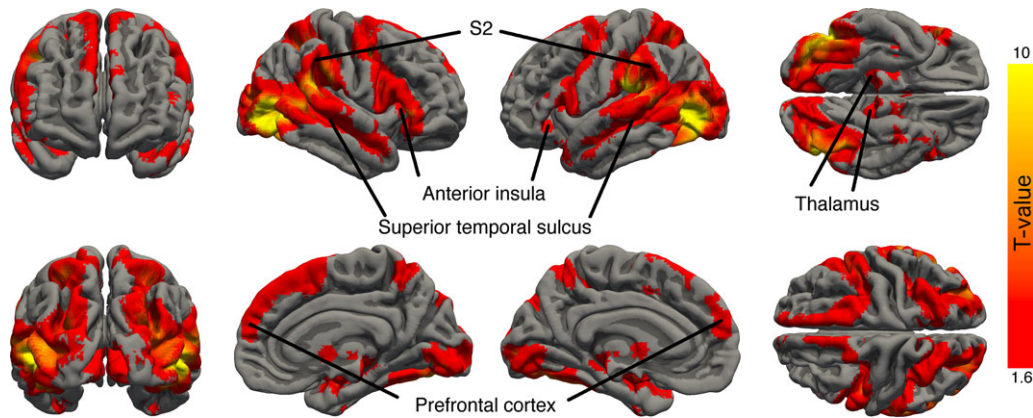 S2
10
Anterior insula
Thalamus
Superior temporal sulcus
T-value
1.6
Prefrontal cortex